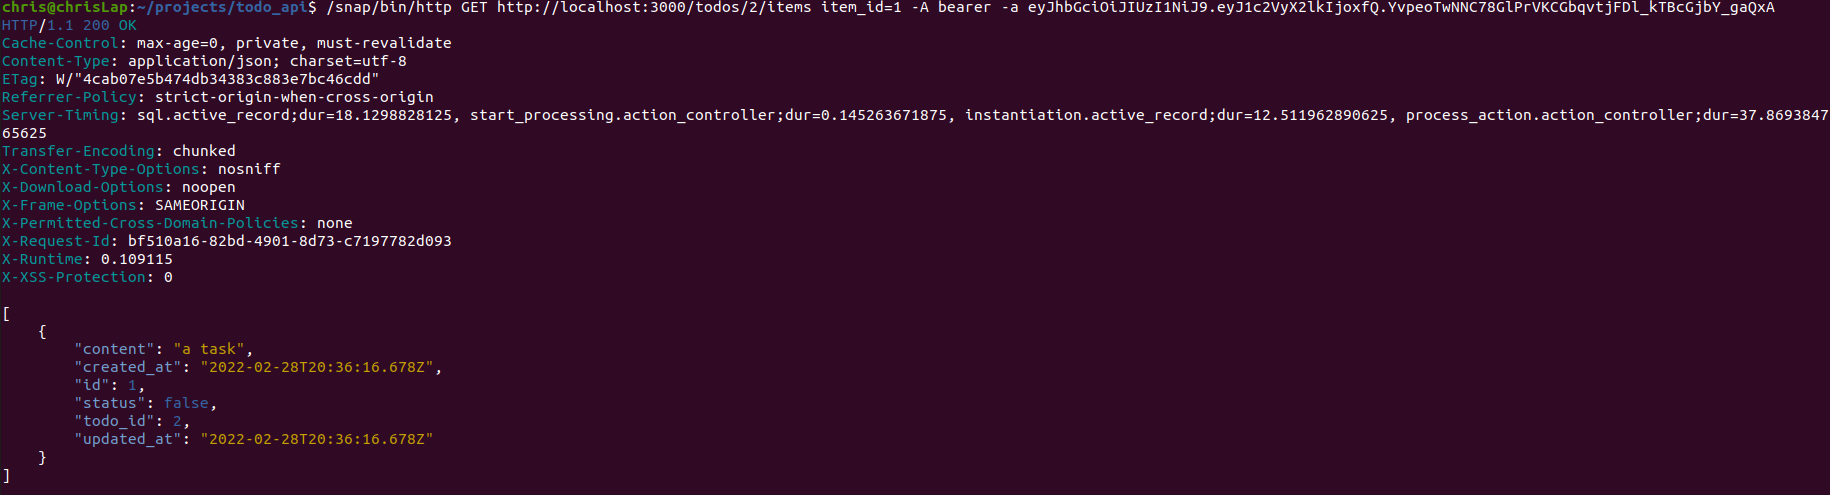 chris@chrisLap:~/projects/todo_api$ /snap/bin/http GET http://localhost:3000/todos/2/items item_id=1 -A bearer -a eyJhbGciOiJIUzI1NiJ9.eyJ1c2VyX2lkIjoxfQ.YvpeoTwNNC78GlPrVKCGbqvtjFDl_kTBcGjbY_gaQxA
HTTP/1.1 200 OK
Cache-Control: max-age=0, private, must-revalidate
Content-Type: application/json; charset=utf-8
ETag: W/"4cab07e5b474db34383c883e7bc46cdd"
Referrer-Policy: strict-origin-when-cross-origin
Server-Timing: sql.active_record;dur=18.1298828125, start_processing.action_controller;dur=0.145263671875, instantiation.active_record;dur=12.511962890625, process_action.action_controller;dur=37.8693847
65625
Transfer-Encoding: chunked
X-Content-Type-Options: nosniff
X-Download-Options: noopen
X-Frame-Options: SAMEORIGIN
X-Permitted-Cross-Domain-Policies: none
X-Request-Id: bf510a16-82bd-4901-8d73-c7197782d093
X-Runtime: 0.109115
X-XSS-Protection: 0
[
    {
        "content": "a task",
        "created_at": "2022-02-28T20:36:16.678Z",
        "id": 1,
        "status": false,
        "todo_id": 2,
        "updated_at": "2022-02-28T20:36:16.678Z"
    }
]